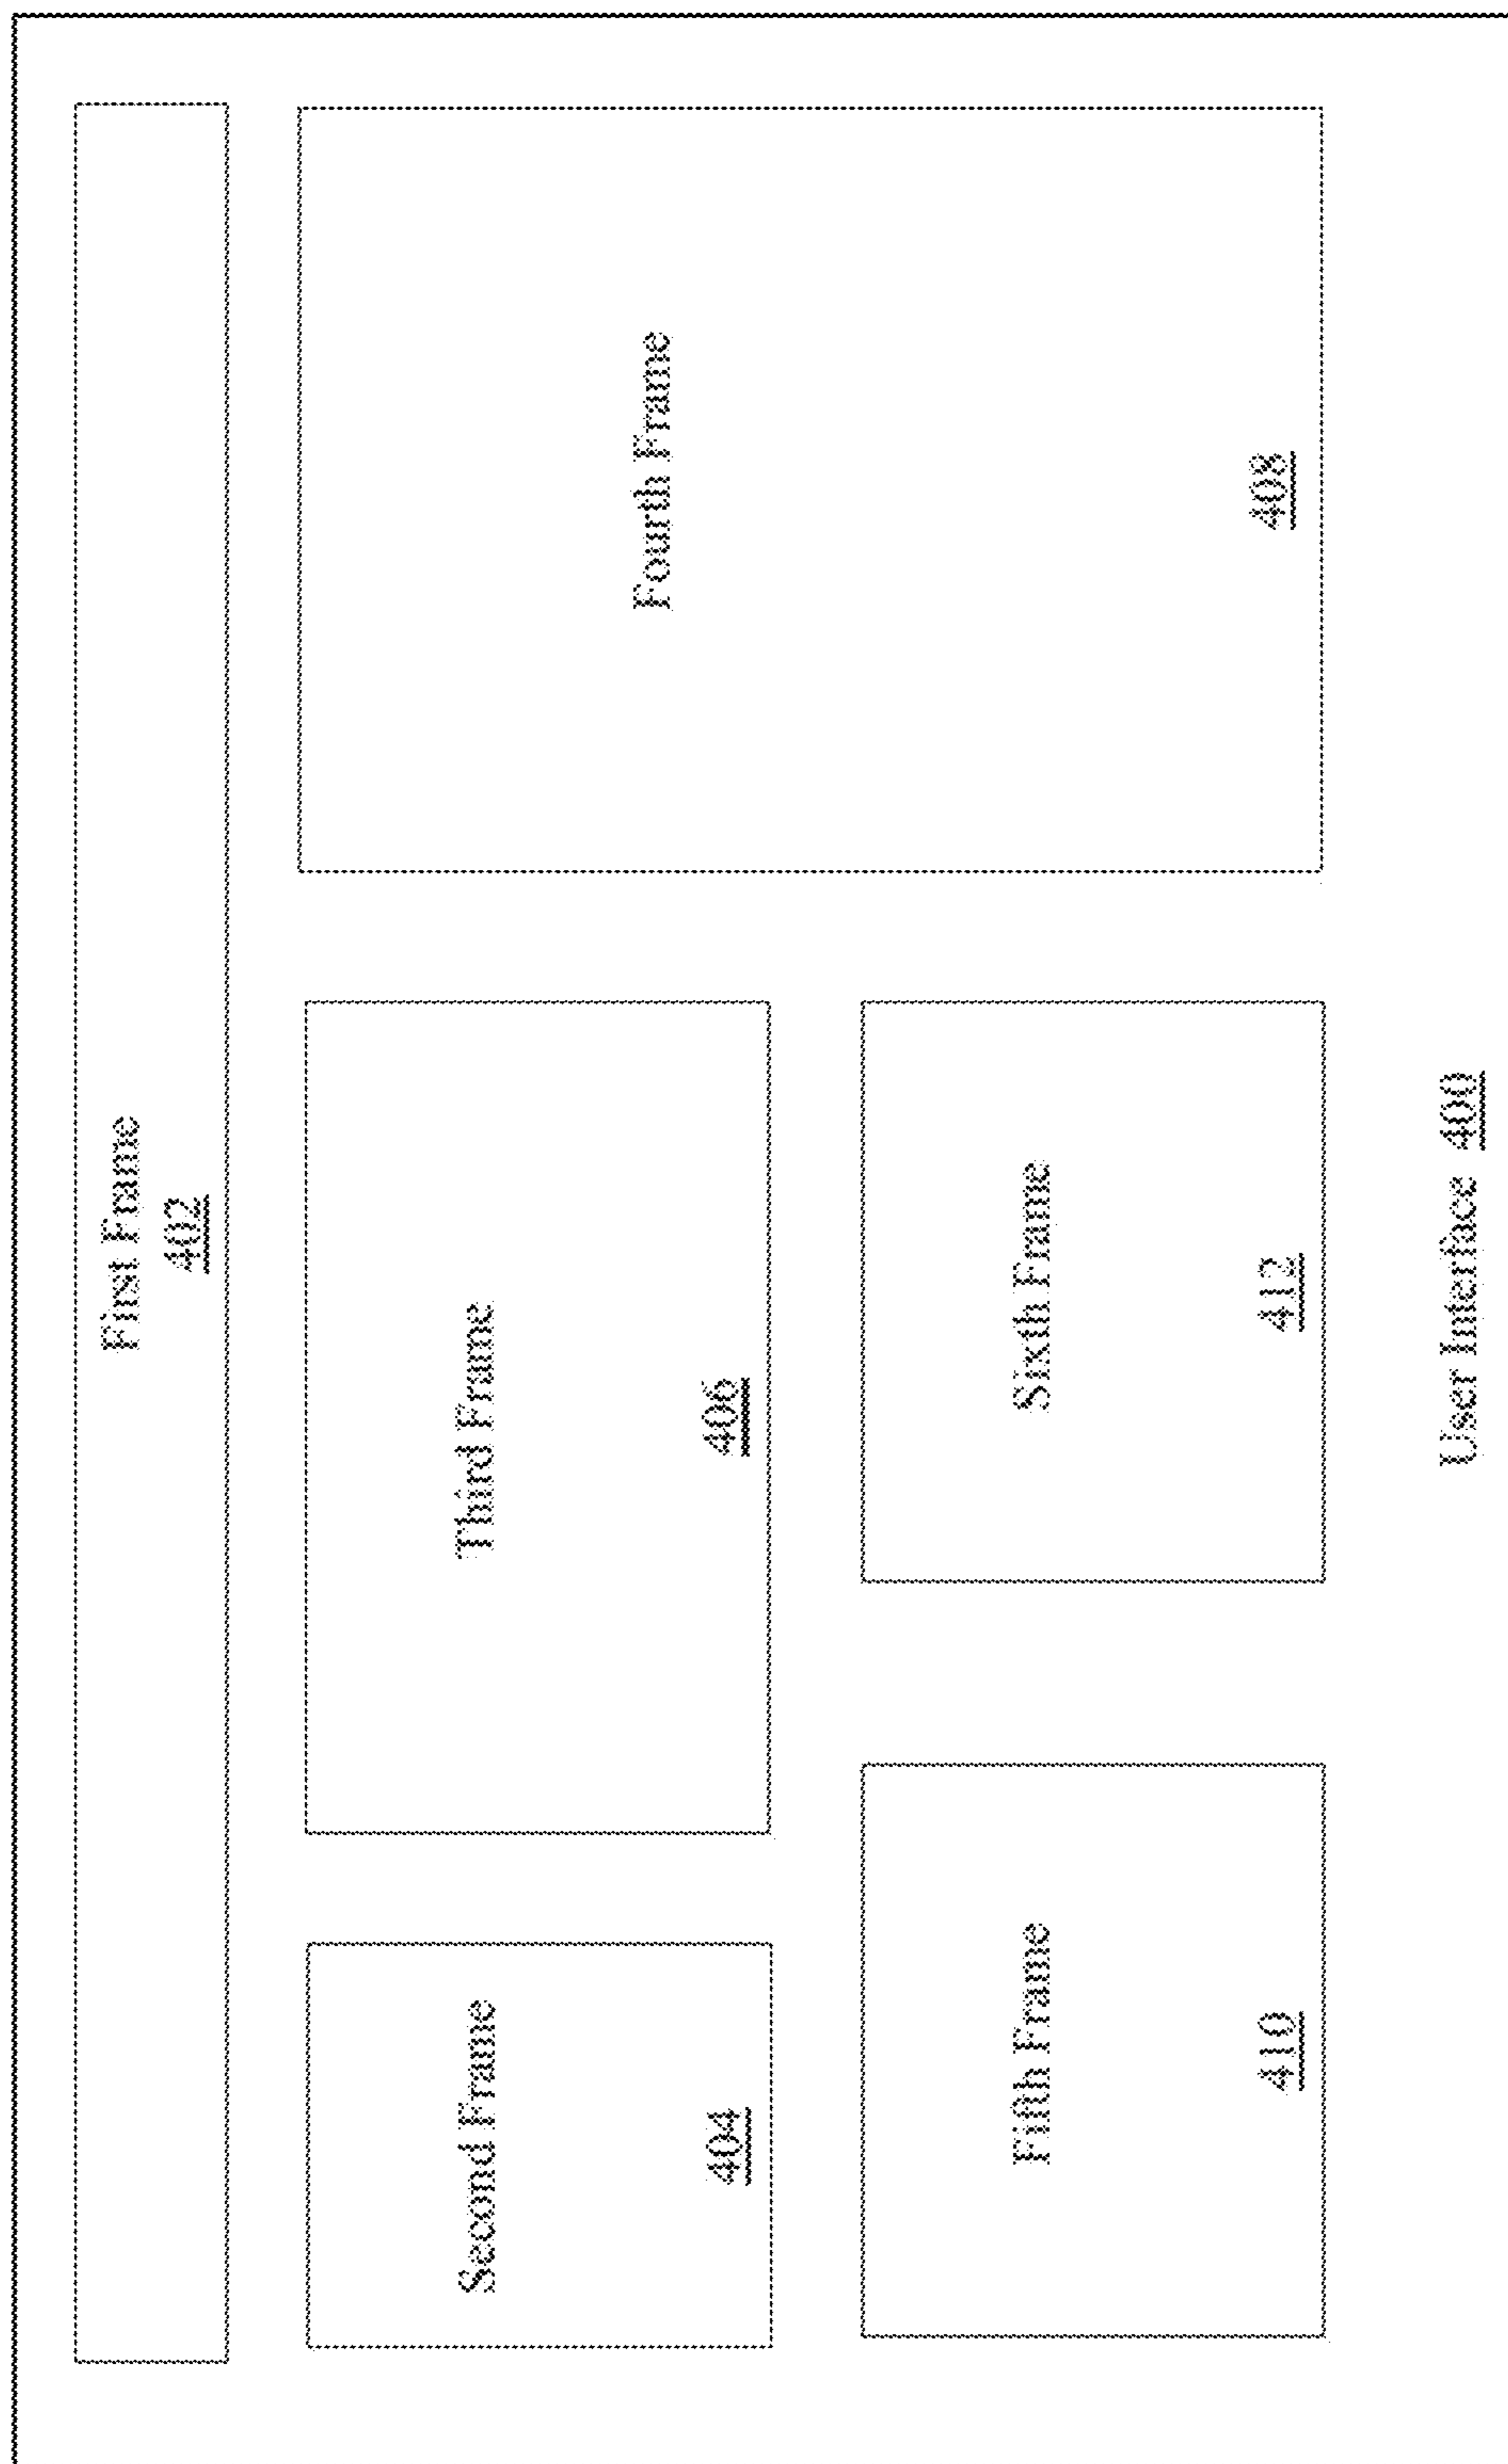 First Frame
402
Second Frame
404
Third Frame
406
Fourth Frame
408
Fifth Frame
410
Sixth Frame
412
User Interface 400